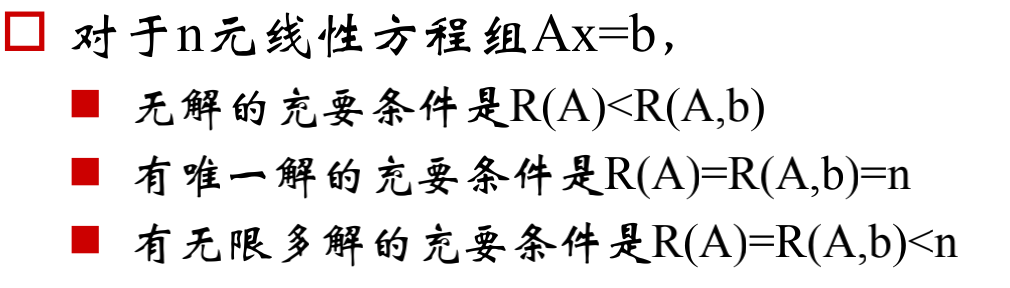 对于n元线性方程组Ax=b，
无解的充要条件是R(A)<R(A,b)
有唯一解的充要条件是R(A)=R(A,b)=n
有无限多解的充要条件是R(A)=R(A,b)<n